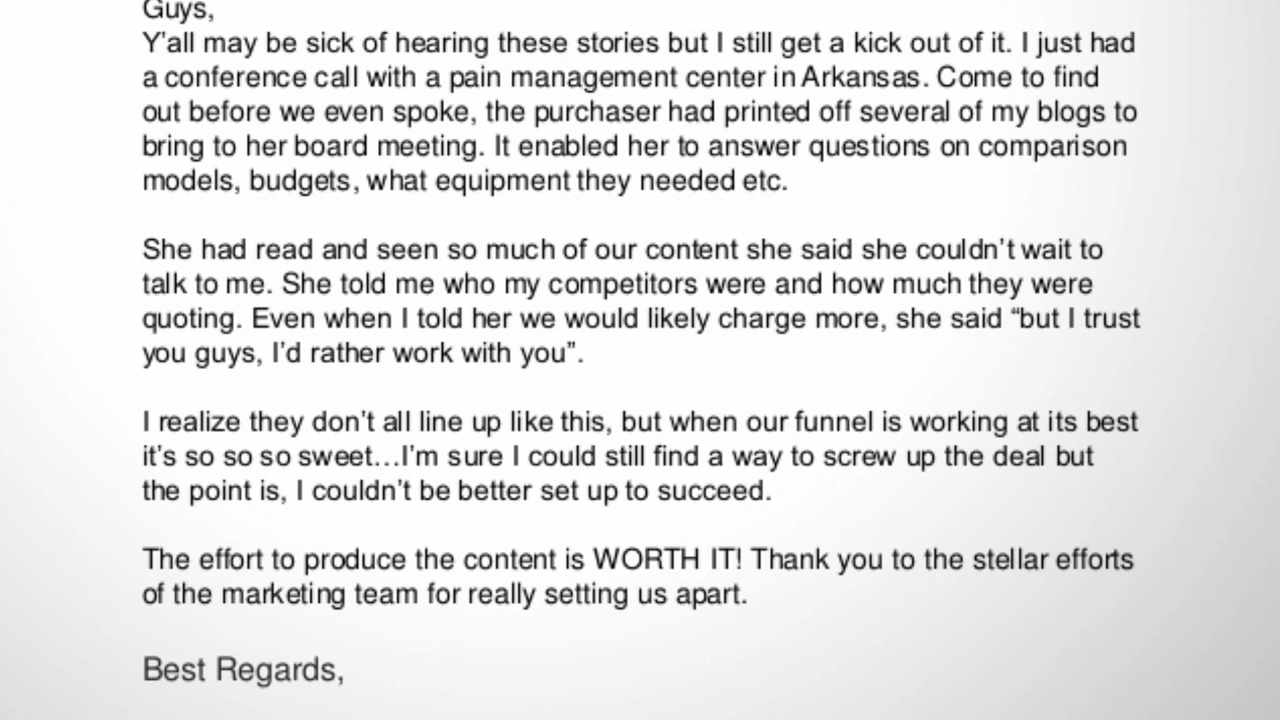 Guys,
Y'all may be sick of hearing these stories but I still get a kick out of it. I just had
a conference call with a pain management center in Arkansas. Come to find
out before we even spoke, the purchaser had printed off several of my blogs to
bring to her board meeting. It enabled her to answer questions on comparison
models, budgets, what equipment they needed etc.
She had read and seen so much of our content she said she couldn't wait to
talk to me. She told me who my competitors were and how much they were
quoting. Even when I told her we would likely charge more, she said “but I trust
you guys, I'd rather work with you”.
I realize they don't all line up like this, but when our funnel is working at its best
it's so so so sweet…I'm sure I could still find a way to screw up the deal but
the point is, I couldn't be better set up to succeed.
The effort to produce the content is WORTH IT! Thank you to the stellar efforts
of the marketing team for really setting us apart.
Best Regards,